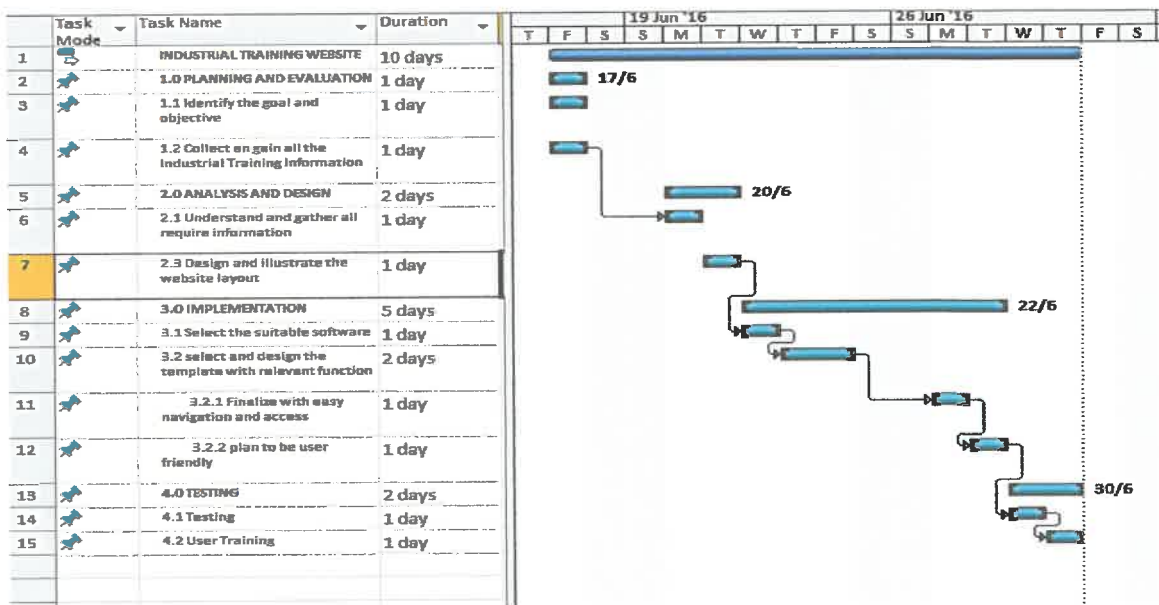 Task Mode Task Name Duration
19 Jun '16 26 Jun '16
T F S S M T W T F S S M T W T F S
1 INDUSTRIAL TRAINING WEBSITE 10 days
2 1.0 PLANNING AND EVALUATION 1 day 17/6
3 1.1 Identify the goal and 1 day
objective
4 1.2 Collect en gain all the 1 day
Industrial Training Information
5 2.0 ANALYSIS AND DESIGN 2 days 20/6
6 2.1 Understand and gather all 1 day
require information
7 2.3 Design and illustrate the 1 day
website layout
8 3.0 IMPLEMENTATION 5 days 22/6
9 3.1 Select the suitable software 1 day
10 3.2 select and design the 2 days
template with relevant function
11 3.2.1 Finalize with easy 1 day
navigation and access
12 3.2.2 plan to be user 1 day
friendly
13 4.0 TESTING 2 days 30/6
14 4.1 Testing 1 day
15 4.2 User Training 1 day